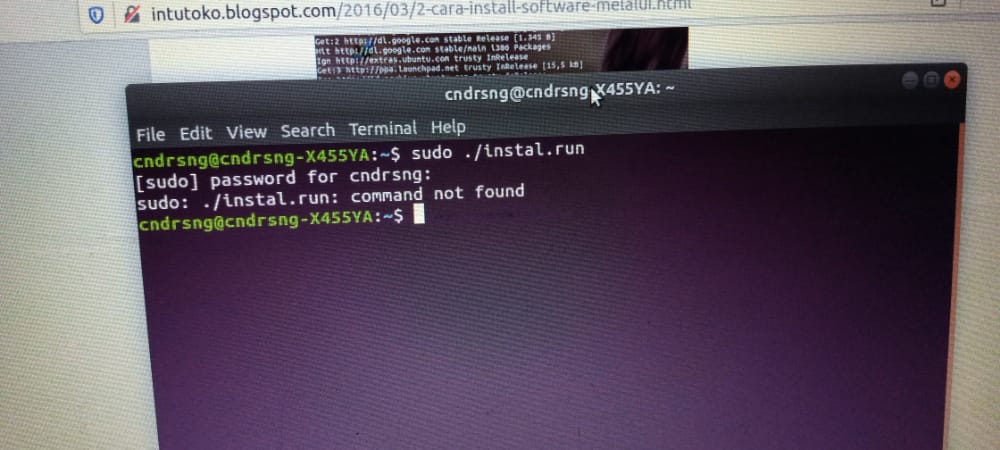 intutoko.blogspot.com/2016/03/2-cara-install-software-melalui.html
Get:2 http://dl.google.com stable Release [1.345 B]
Hit http://dl.google.com stable/main i386 Packages
Ign http://extras.ubuntu.com trusty InRelease
Get:3 http://ppa.launchpad.net trusty InRelease [15,5 kB]
cndrsng@cndrsng-X455YA: ~
File Edit View Search Terminal Help
cndrsng@cndrsng-X455YA:~$ sudo ./instal.run
[sudo] password for cndrsng:
sudo: ./instal.run: command not found
cndrsng@cndrsng-X455YA:~$